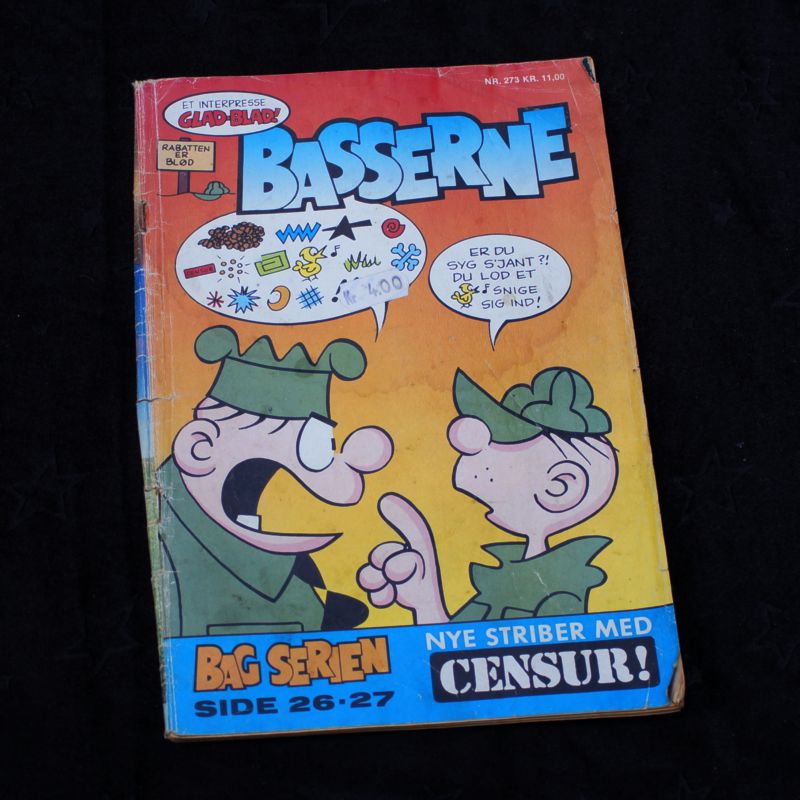 NR. 273 KR. 11,00
ET INTERPRESSE
GLAD-BLAD!
RABATTEN
ER
BLØD
BASSERNE
CENSUR
Kr. 4.00
ER DU
SYG S'JANT?!
DU LOD ET
SNIGE
SIG IND!
BAG SERIEN
SIDE 26-27
NYE STRIBER MED
CENSUR!